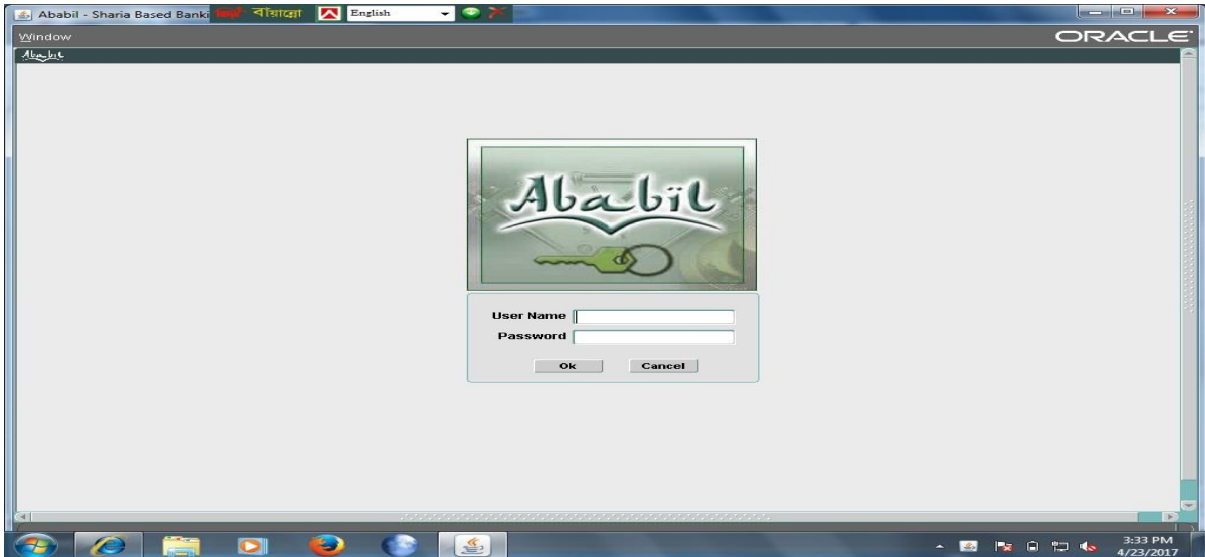 Ababil - Sharia Based Banki
বাঁয়ান্নো
English
Window
ORACLE
Ababil
Ababil
User Name
Password
Ok
Cancel
3:33 PM
4/23/2017